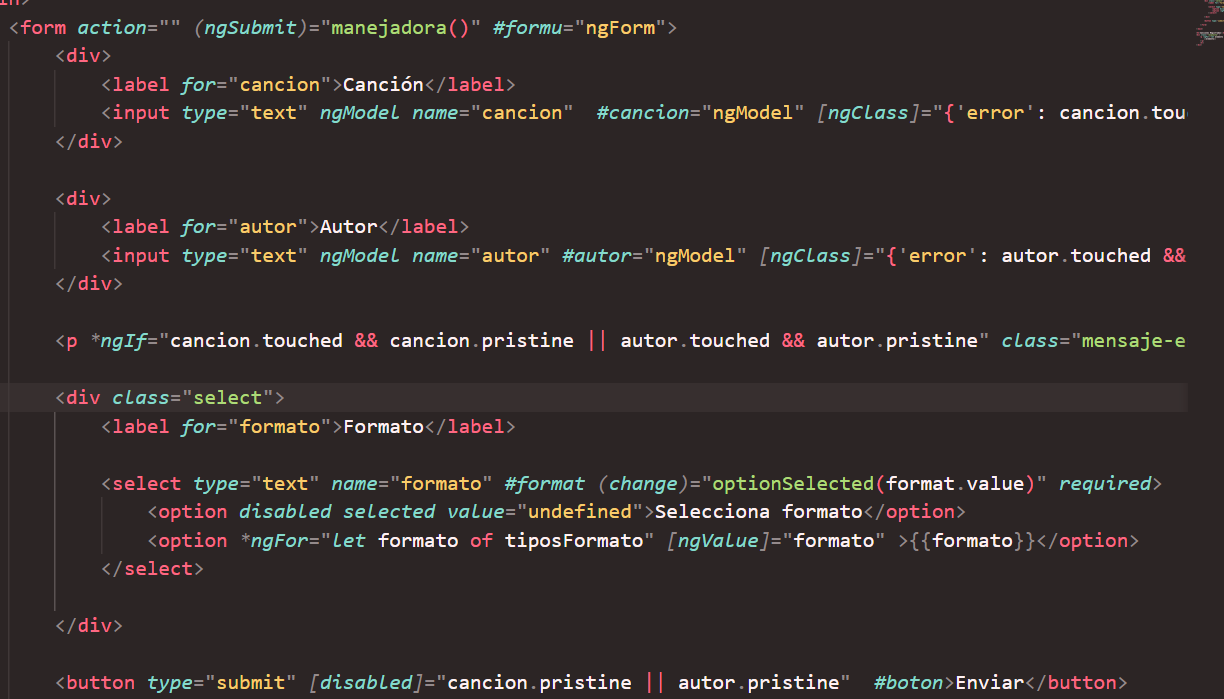 <form action="" (ngSubmit)="manejadora()" #formu="ngForm">
<div>
<label for="cancion">Canción</label>
<input type="text" ngModel name="cancion"  #cancion="ngModel" [ngClass]="{'error': cancion.tou
</div>
<div>
<label for="autor">Autor</label>
<input type="text" ngModel name="autor" #autor="ngModel" [ngClass]="{'error': autor.touched &&
</div>
<p *ngIf="cancion.touched && cancion.pristine || autor.touched && autor.pristine" class="mensaje-e
<div class="select">
<label for="formato">Formato</label>
<select type="text" name="formato" #format (change)="optionSelected(format.value)" required>
<option disabled selected value="undefined">Selecciona formato</option>
<option *ngFor="let formato of tiposFormato" [ngValue]="formato" >{{formato}}</option>
</select>
</div>
<button type="submit" [disabled]="cancion.pristine || autor.pristine"  #boton>Enviar</button>